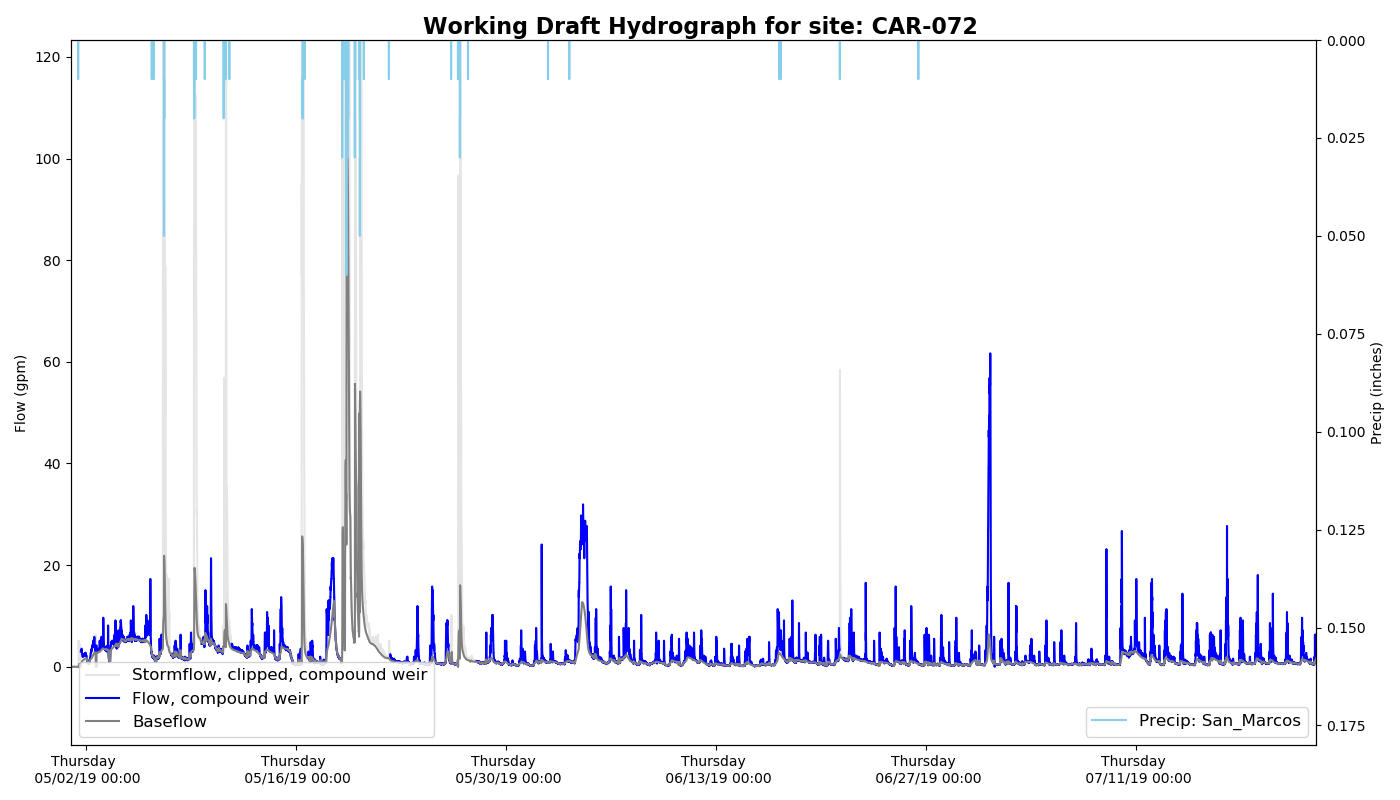 Working Draft Hydrograph for site: CAR-072
120
100
80
60
40
20
0
Flow (gpm)
0.000
0.025
0.050
0.075
0.100
0.125
0.150
0.175
Precip (inches)
Stormflow, clipped, compound weir
Flow, compound weir
Baseflow
Precip: San_Marcos
Thursday
05/02/19 00:00
Thursday
05/16/19 00:00
Thursday
05/30/19 00:00
Thursday
06/13/19 00:00
Thursday
06/27/19 00:00
Thursday
07/11/19 00:00